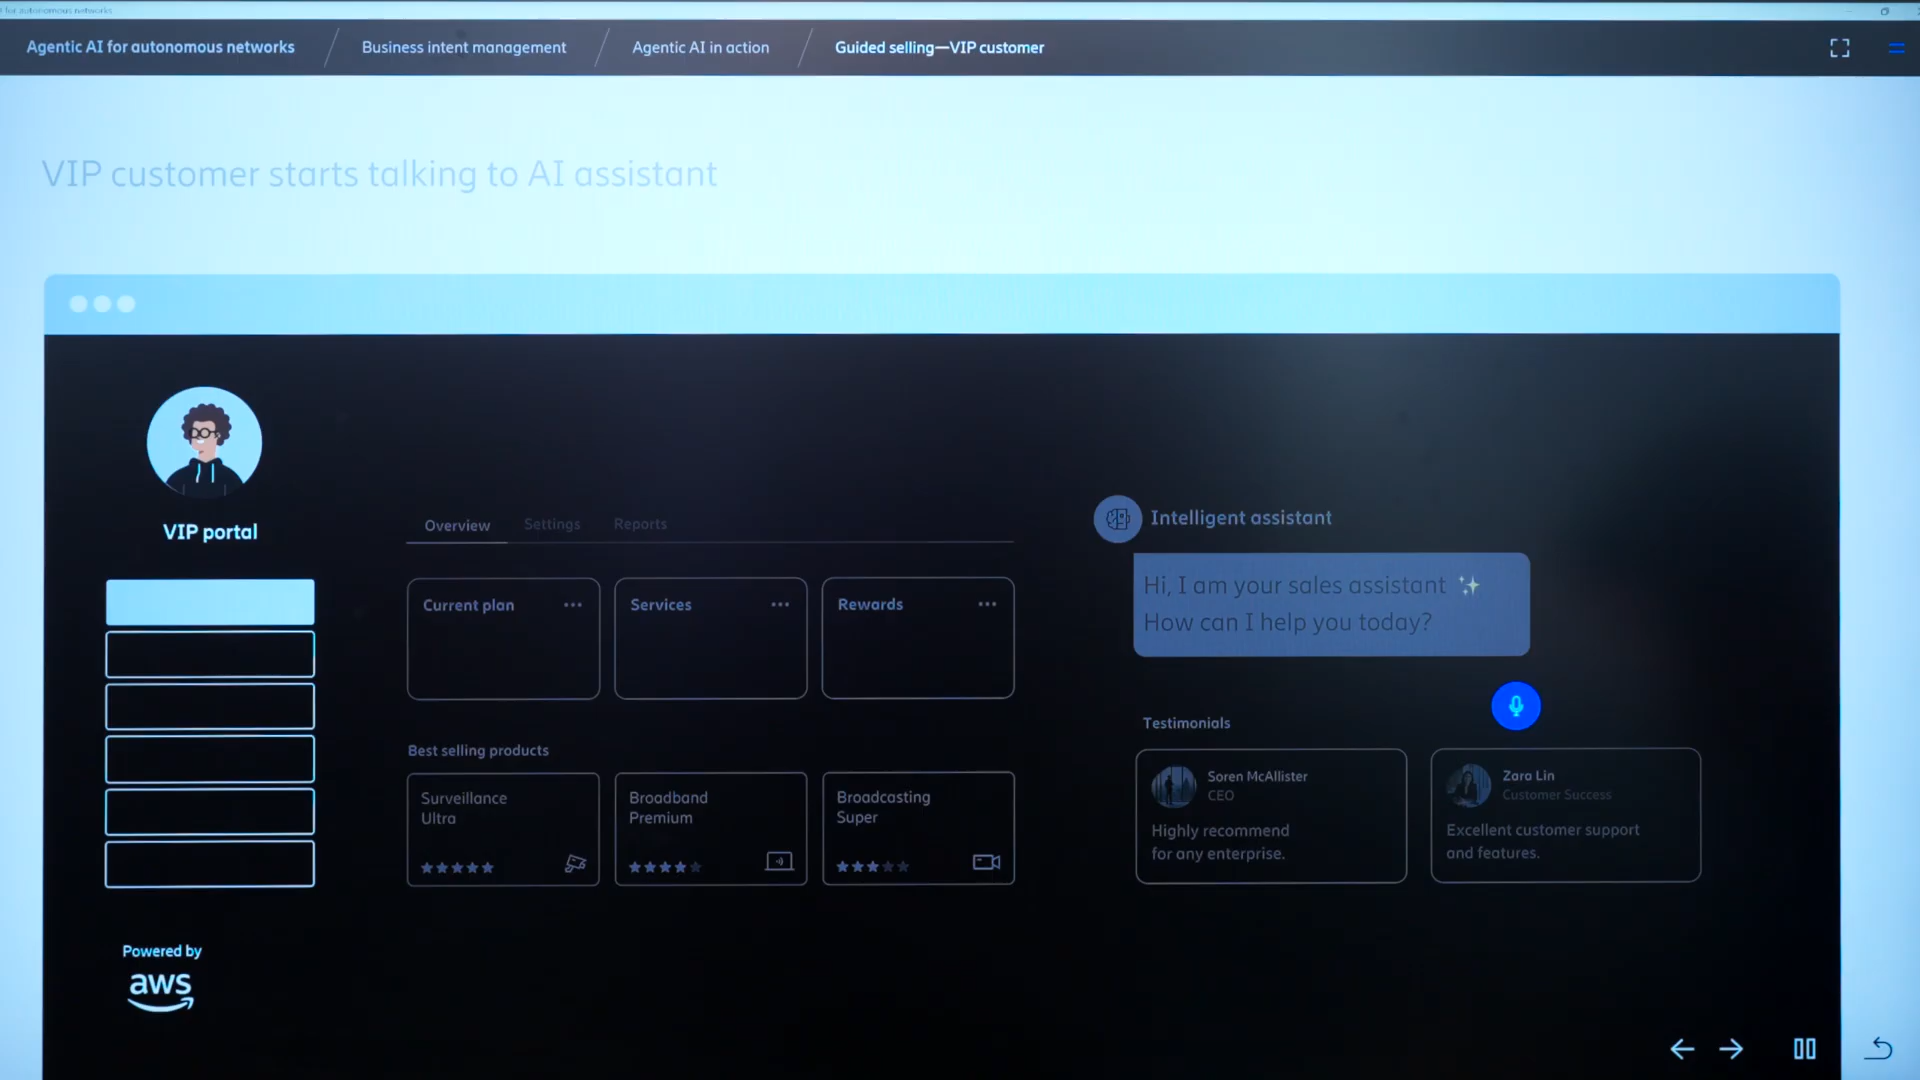 l for autonomous networks
Agentic AI for autonomous networks
Business intent management
Agentic AI in action
Guided selling—VIP customer
VIP customer starts talking to AI assistant
VIP portal
Overview
Settings
Reports
Current plan
Services
Rewards
Best selling products
Surveillance
Ultra
Broadband
Premium
Broadcasting
Super
Intelligent assistant
Hi, I am your sales assistant ✨
How can I help you today?
Testimonials
Soren McAllister
CEO
Highly recommend
for any enterprise.
Zara Lin
Customer Success
Excellent customer support
and features.
Powered by
aws